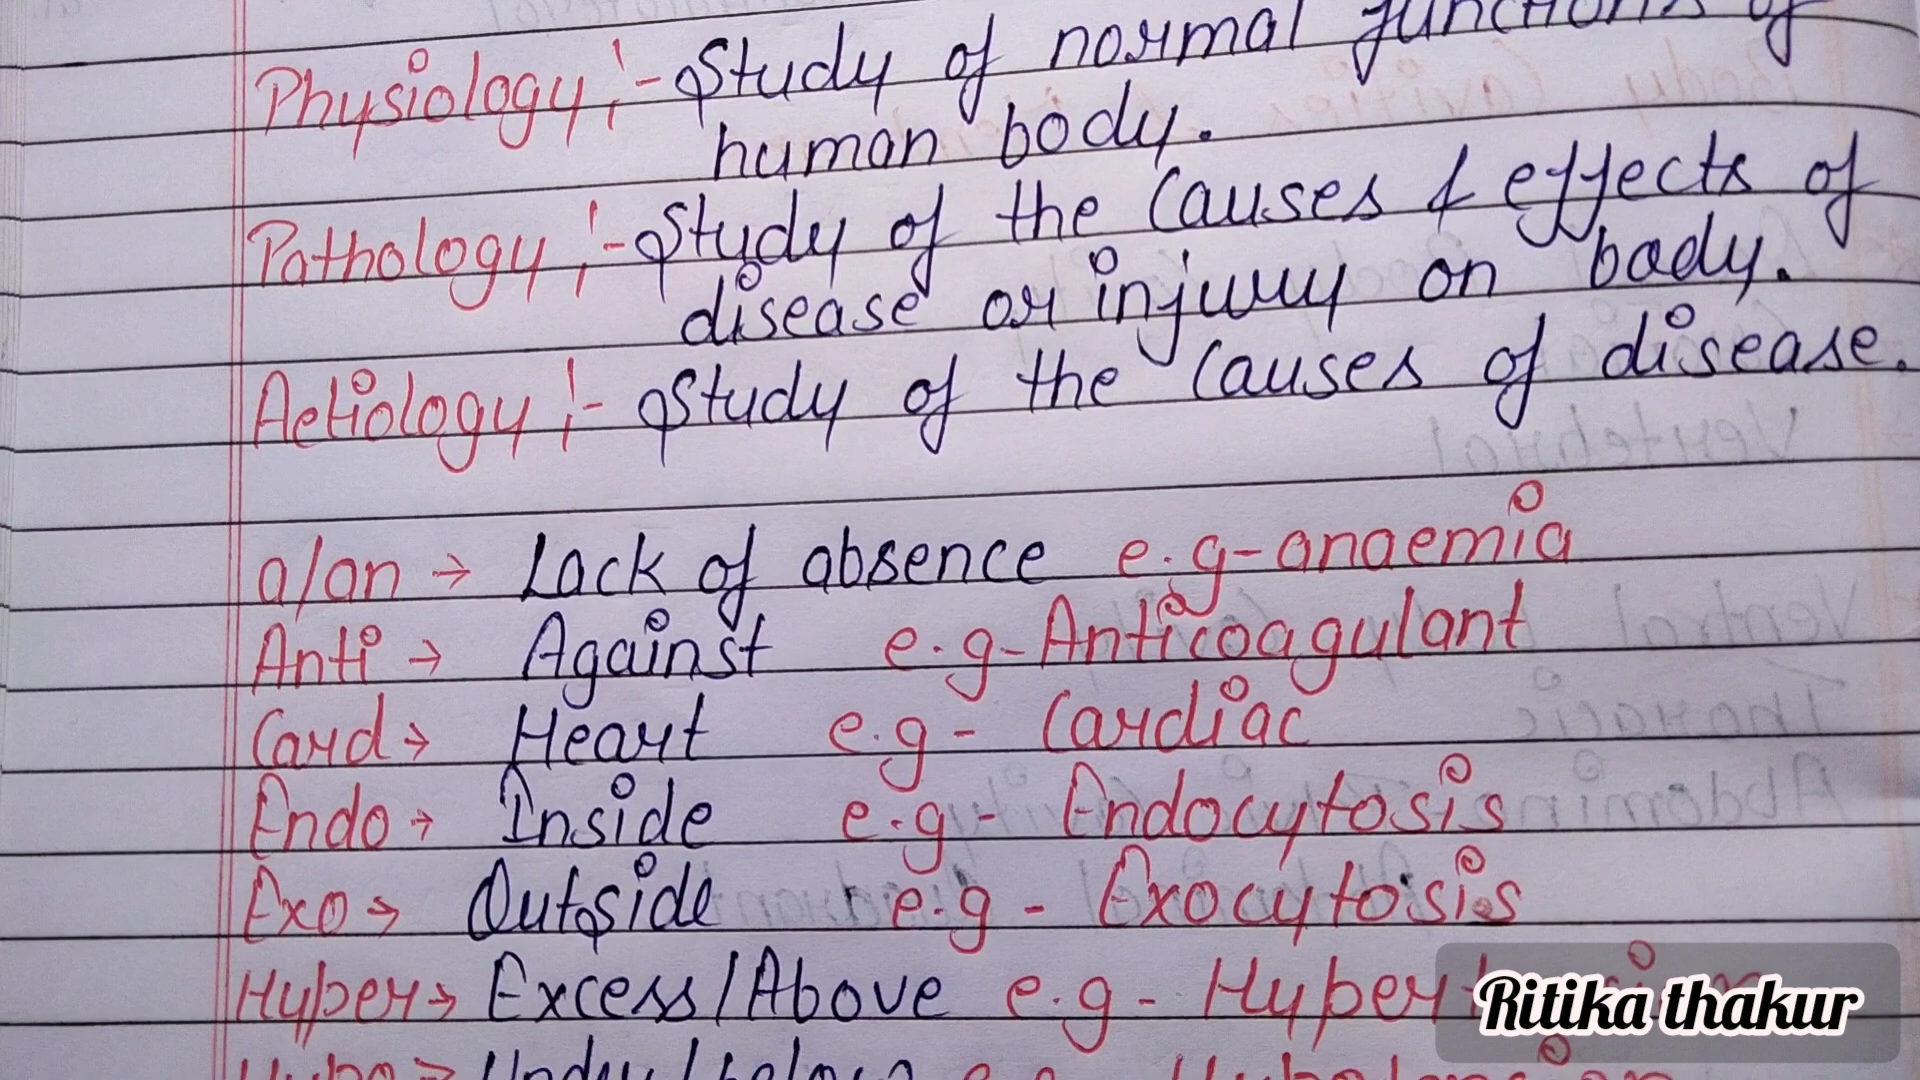 Physiology :- Study of normal functions of
human body.
Pathology :- Study of the Causes & effects of
disease or injury on body.
Aetiology :- Study of the Causes of disease.
a/an → Lack of absence e.g-anaemia
Anti → Against e.g-Anticoagulant
Card → Heart e.g - Cardiac
Endo → Inside e.g - Endocytosis
Exo → Outside e.g - Exocytosis
Hyper → Excess/Above e.g -
Ritika thakur